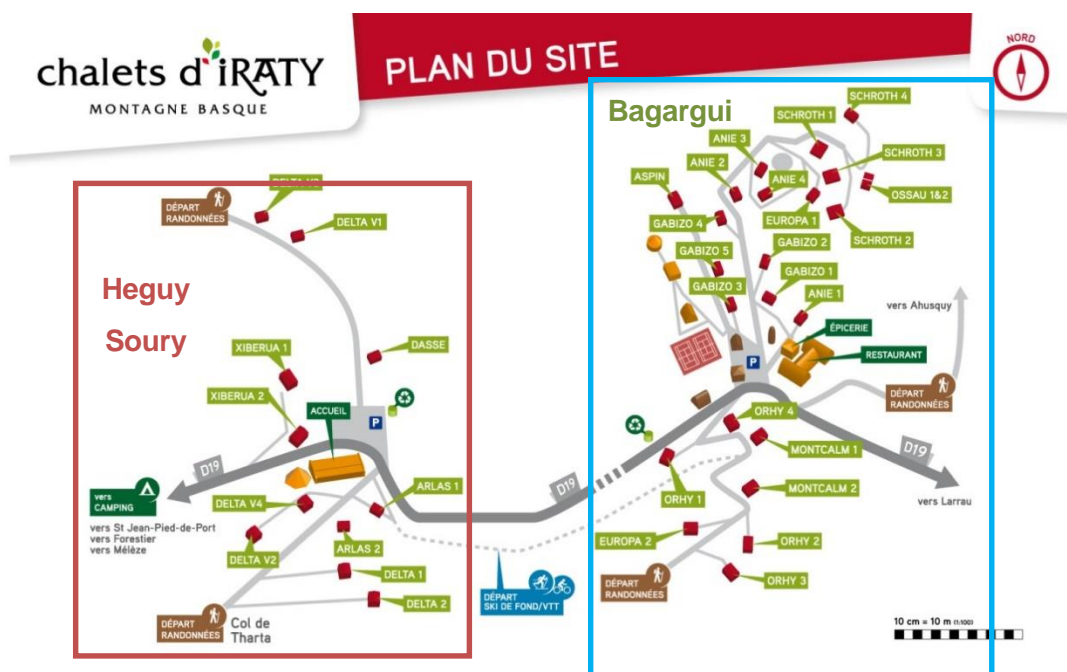 chalets d'iRATY
MONTAGNE BASQUE
PLAN DU SITE
NORD
Bagargui
SCHROTH 4
SCHROTH 1
ANIE 3
SCHROTH 3
ANIE 2
ASPIN
ANIE 4
OSSAU 1&2
EUROPA 1
GABIZO 4
SCHROTH 2
GABIZO 2
GABIZO 5
GABIZO 1
GABIZO 3
ANIE 1
vers Ahusquy
ÉPICERIE
RESTAURANT
P
DÉPART
RANDONNÉES
ORHY 4
MONTCALM 1
D19
vers Larrau
ORHY 1
MONTCALM 2
EUROPA 2
ORHY 2
ORHY 3
DÉPART
RANDONNÉES
10 cm = 10 m (1:100)
DÉPART
RANDONNÉES
DELTA V1
Heguy
Soury
XIBERUA 1
DASSE
XIBERUA 2
ACCUEIL
P
D19
vers
CAMPING
vers St Jean-Pied-de-Port
vers Forestier
vers Mélèze
DELTA V4
ARLAS 1
D19
DELTA V2
ARLAS 2
DELTA 1
DELTA 2
DÉPART
RANDONNÉES
Col de
Tharta
DÉPART
SKI DE FOND/VTT